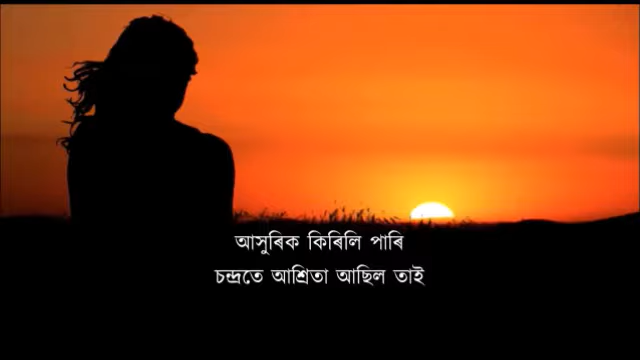 আসুৰিক কিৰিলি পাৰি
চন্দ্ৰতে আশ্ৰিতা আছিল তাই